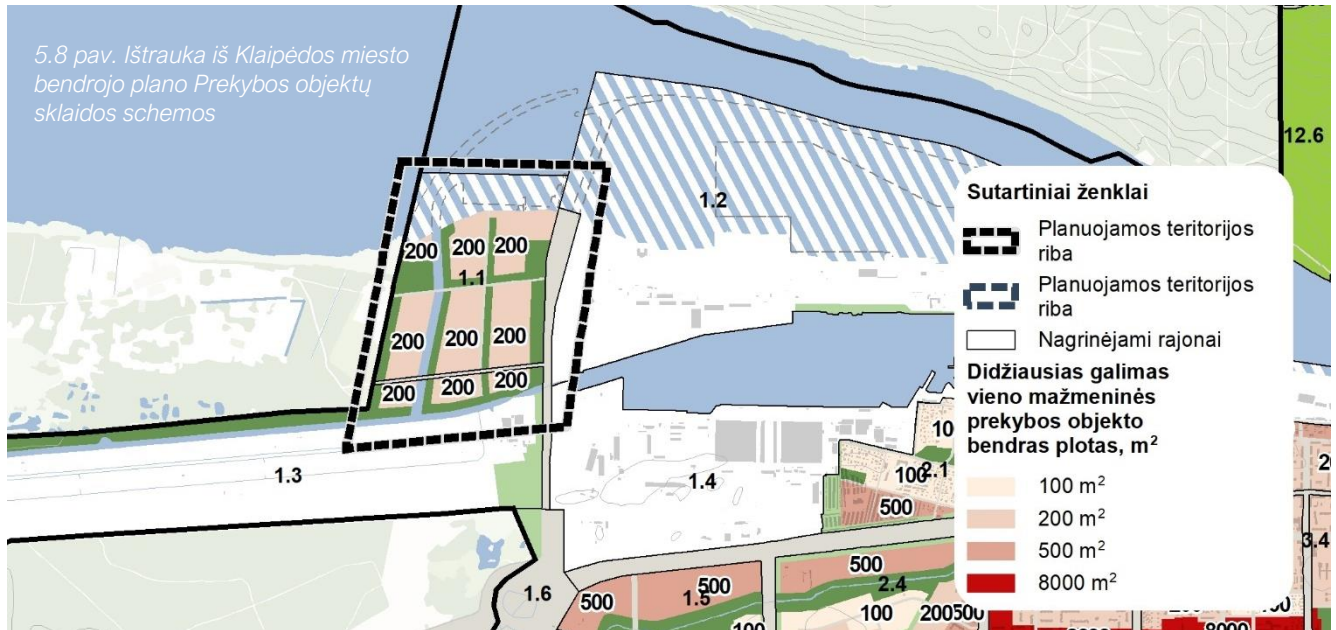 5.8 pav. Ištrauka iš Klaipėdos miesto
bendrojo plano Prekybos objektų
sklaidos schemos
12.6
1.2
Sutartiniai ženklai
Planuojamos teritorijos
riba
Planuojamos teritorijos
riba
Nagrinėjami rajonai
Didžiausias galimas
vieno mažmeninės
prekybos objekto
bendras plotas, m²
100 m²
200 m²
500 m²
8000 m²
200 200 200
1.1
200 200 200
200 200 200
1.3
1.4
100 2.1
500
3.4
1.6
500 500 1.5
500
2.4
100 200 500
100
8000